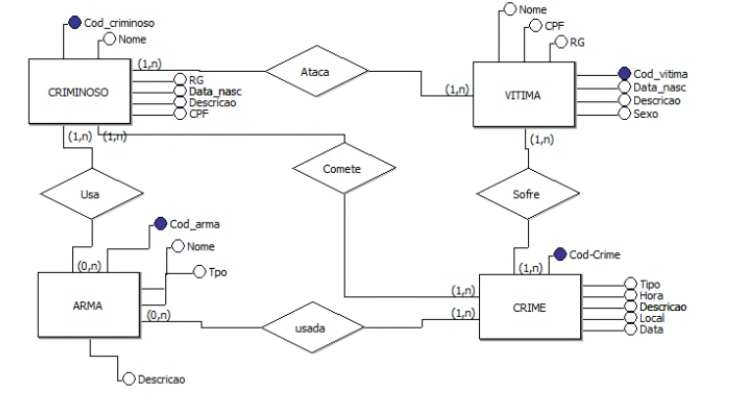 Cod_criminoso
Nome
(1,n)
CRIMINOSO
RG
Data_nasc
Descricao
CPF
(1,n)
(1,n)
Ataca
Nome
CPF
RG
(1,n)
VITIMA
Cod_vitima
Data_nasc
Descricao
Sexo
(1,n)
Comete
Usa
Sofre
Cod_arma
Nome
Tpo
(0,n)
ARMA
(0,n)
Descricao
usada
(1,n)
Cod-Crime
(1,n)
(1,n)
CRIME
Tipo
Hora
Descricao
Local
Data